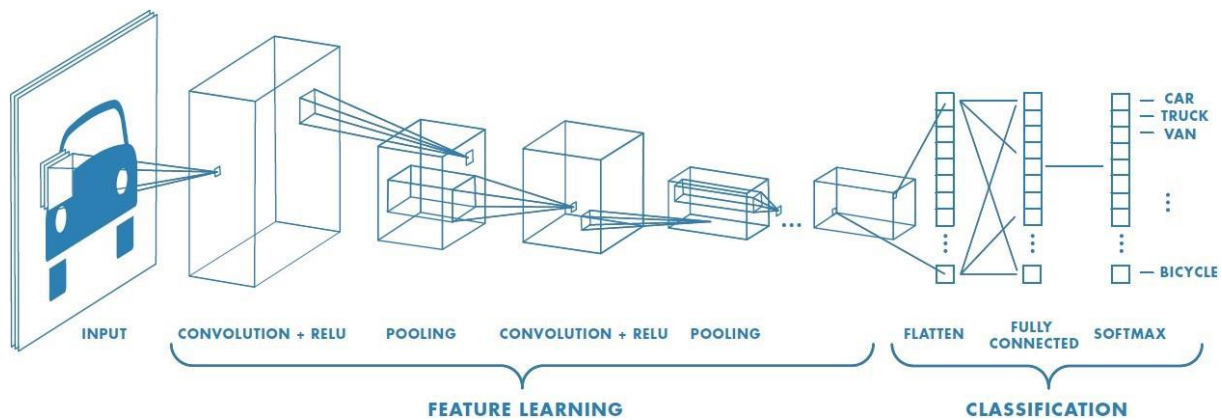 CAR
TRUCK
VAN
BICYCLE
INPUT
CONVOLUTION + RELU
POOLING
CONVOLUTION + RELU
POOLING
FLATTEN
FULLY
CONNECTED
SOFTMAX
FEATURE LEARNING
CLASSIFICATION